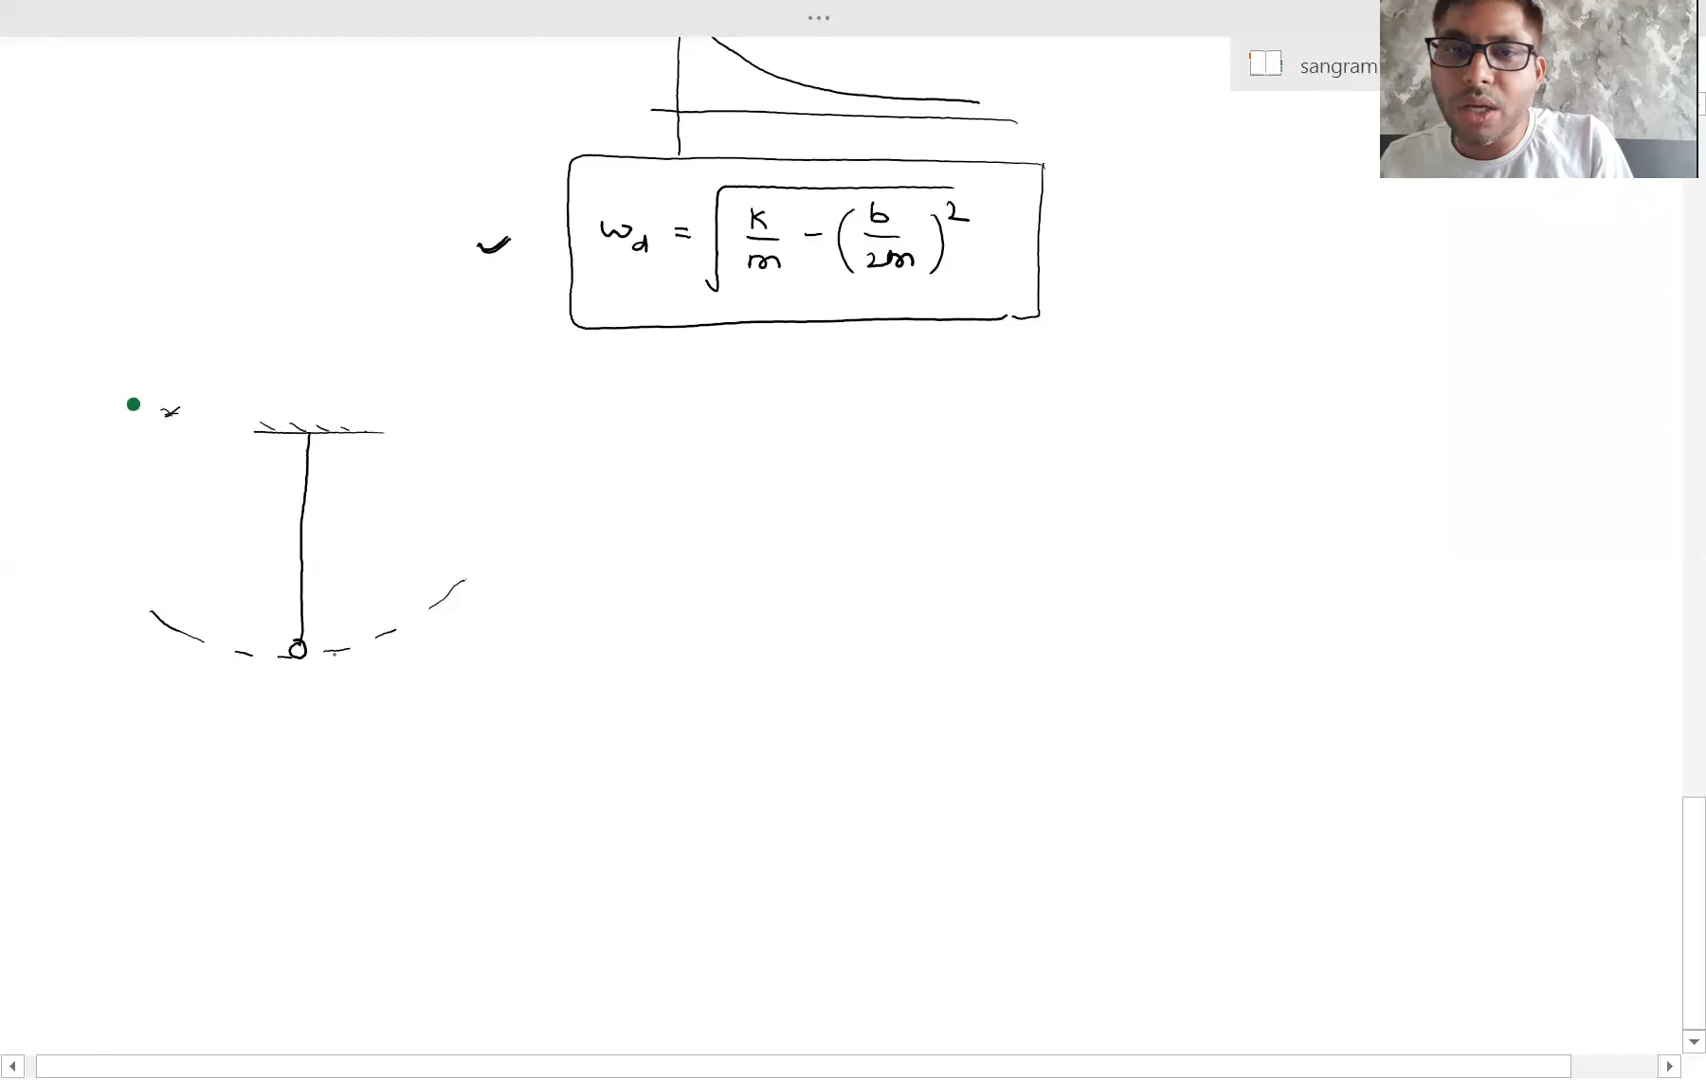 sangram
ω_d = √(k/m − (b/2m)²)